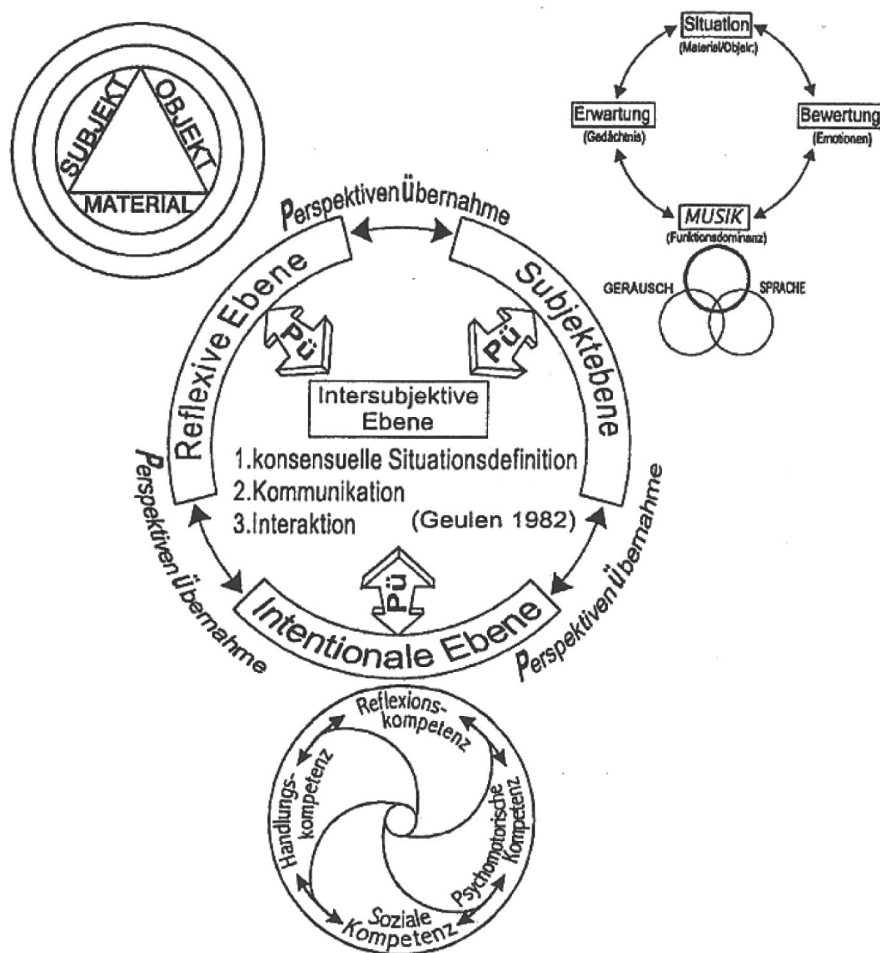 SUBJEKT
OBJEKT
MATERIAL
Situation
(Material/Objekt)
Erwartung
(Gedächtnis)
Bewertung
(Emotionen)
MUSIK
(Funktionsdominanz)
GERÄUSCH
SPRACHE
PerspektivenÜbernahme
Reflexive Ebene
Subjektebene
Pü
Pü
Intersubjektive
Ebene
1.konsensuelle Situationsdefinition
2.Kommunikation
3.Interaktion (Geulen 1982)
PerspektivenÜbernahme
PerspektivenÜbernahme
Pü
Intentionale Ebene
Reflexions-
kompetenz
Handlungs-
kompetenz
Psychomotorische
Kompetenz
Soziale
Kompetenz